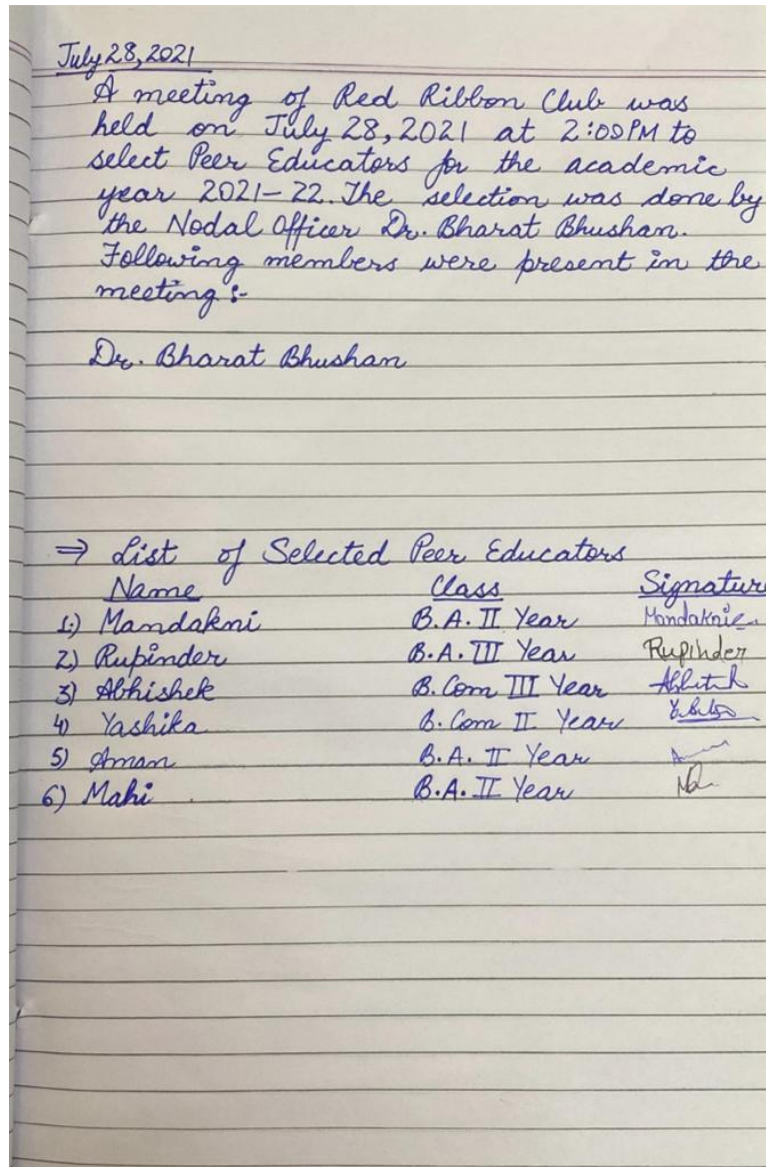 July 28, 2021
A meeting of Red Ribbon Club was
held on July 28, 2021 at 2:00PM to
select Peer Educators for the academic
year 2021-22. The selection was done by
the Nodal Officer Dr. Bharat Bhushan.
Following members were present in the
meeting :-
Dr. Bharat Bhushan
⇒ List of Selected Peer Educators
Name Class Signature
1.) Mandakni B.A. II Year Mandaknie
2) Rupinder B.A. III Year Rupinder
3) Abhishek B.Com III Year
4) Yashika B.Com II Year
5) Aman B.A. II Year
6) Mahi B.A. II Year